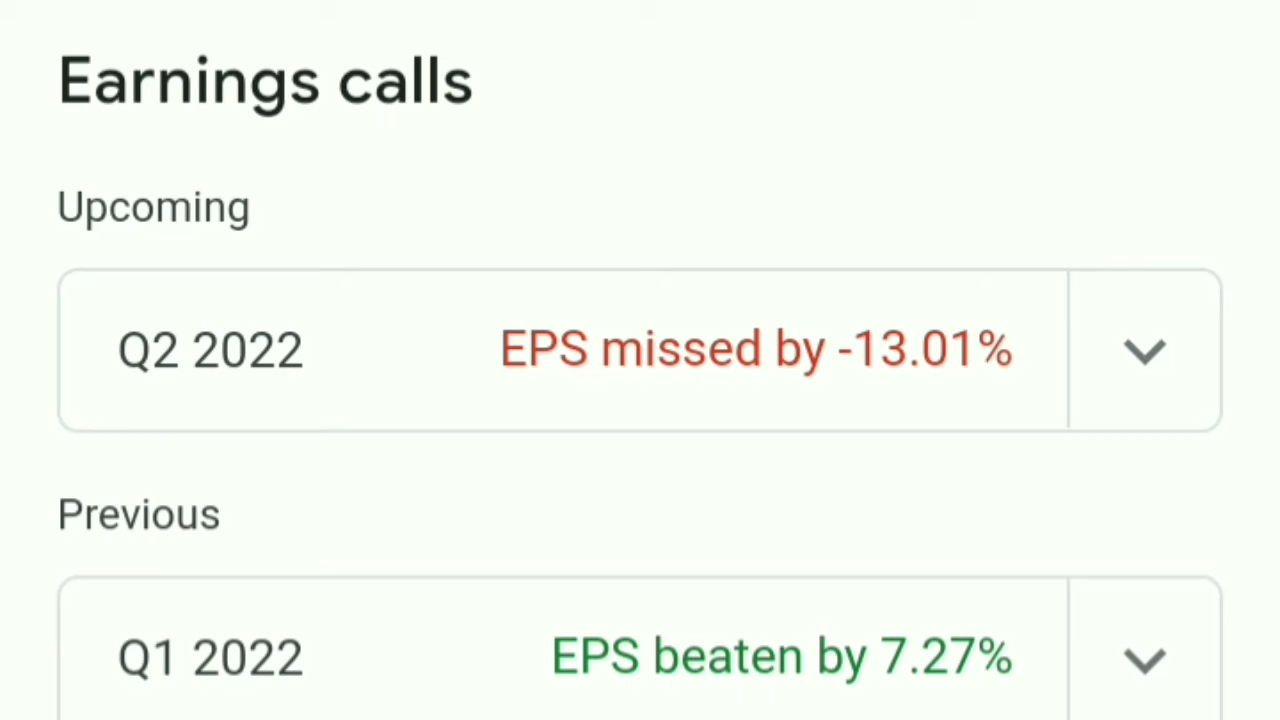 Earnings calls
Upcoming
Q2 2022 EPS missed by -13.01%
Previous
Q1 2022 EPS beaten by 7.27%